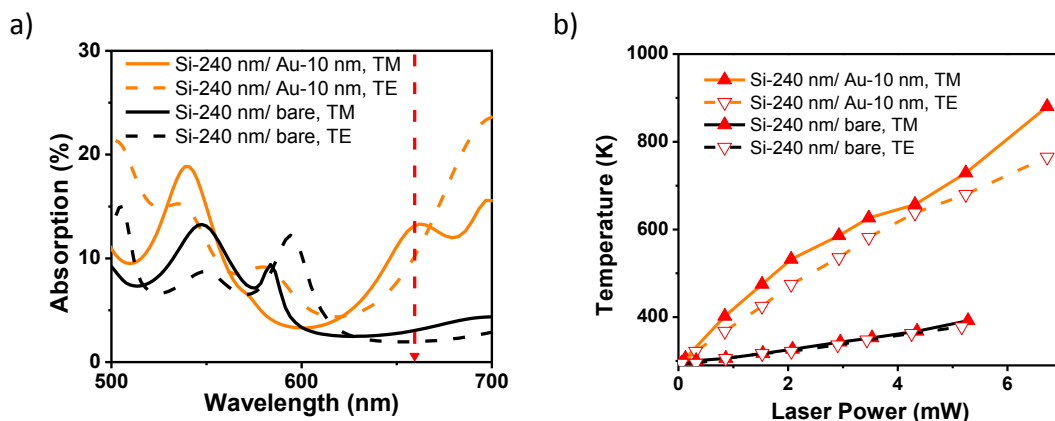 a)
30
20
10
0
Absorption (%)
Si-240 nm/ Au-10 nm, TM
Si-240 nm/ Au-10 nm, TE
Si-240 nm/ bare, TM
Si-240 nm/ bare, TE
500
600
700
Wavelength (nm)
b)
1000
800
600
400
Temperature (K)
Si-240 nm/ Au-10 nm, TM
Si-240 nm/ Au-10 nm, TE
Si-240 nm/ bare, TM
Si-240 nm/ bare, TE
0
2
4
6
Laser Power (mW)